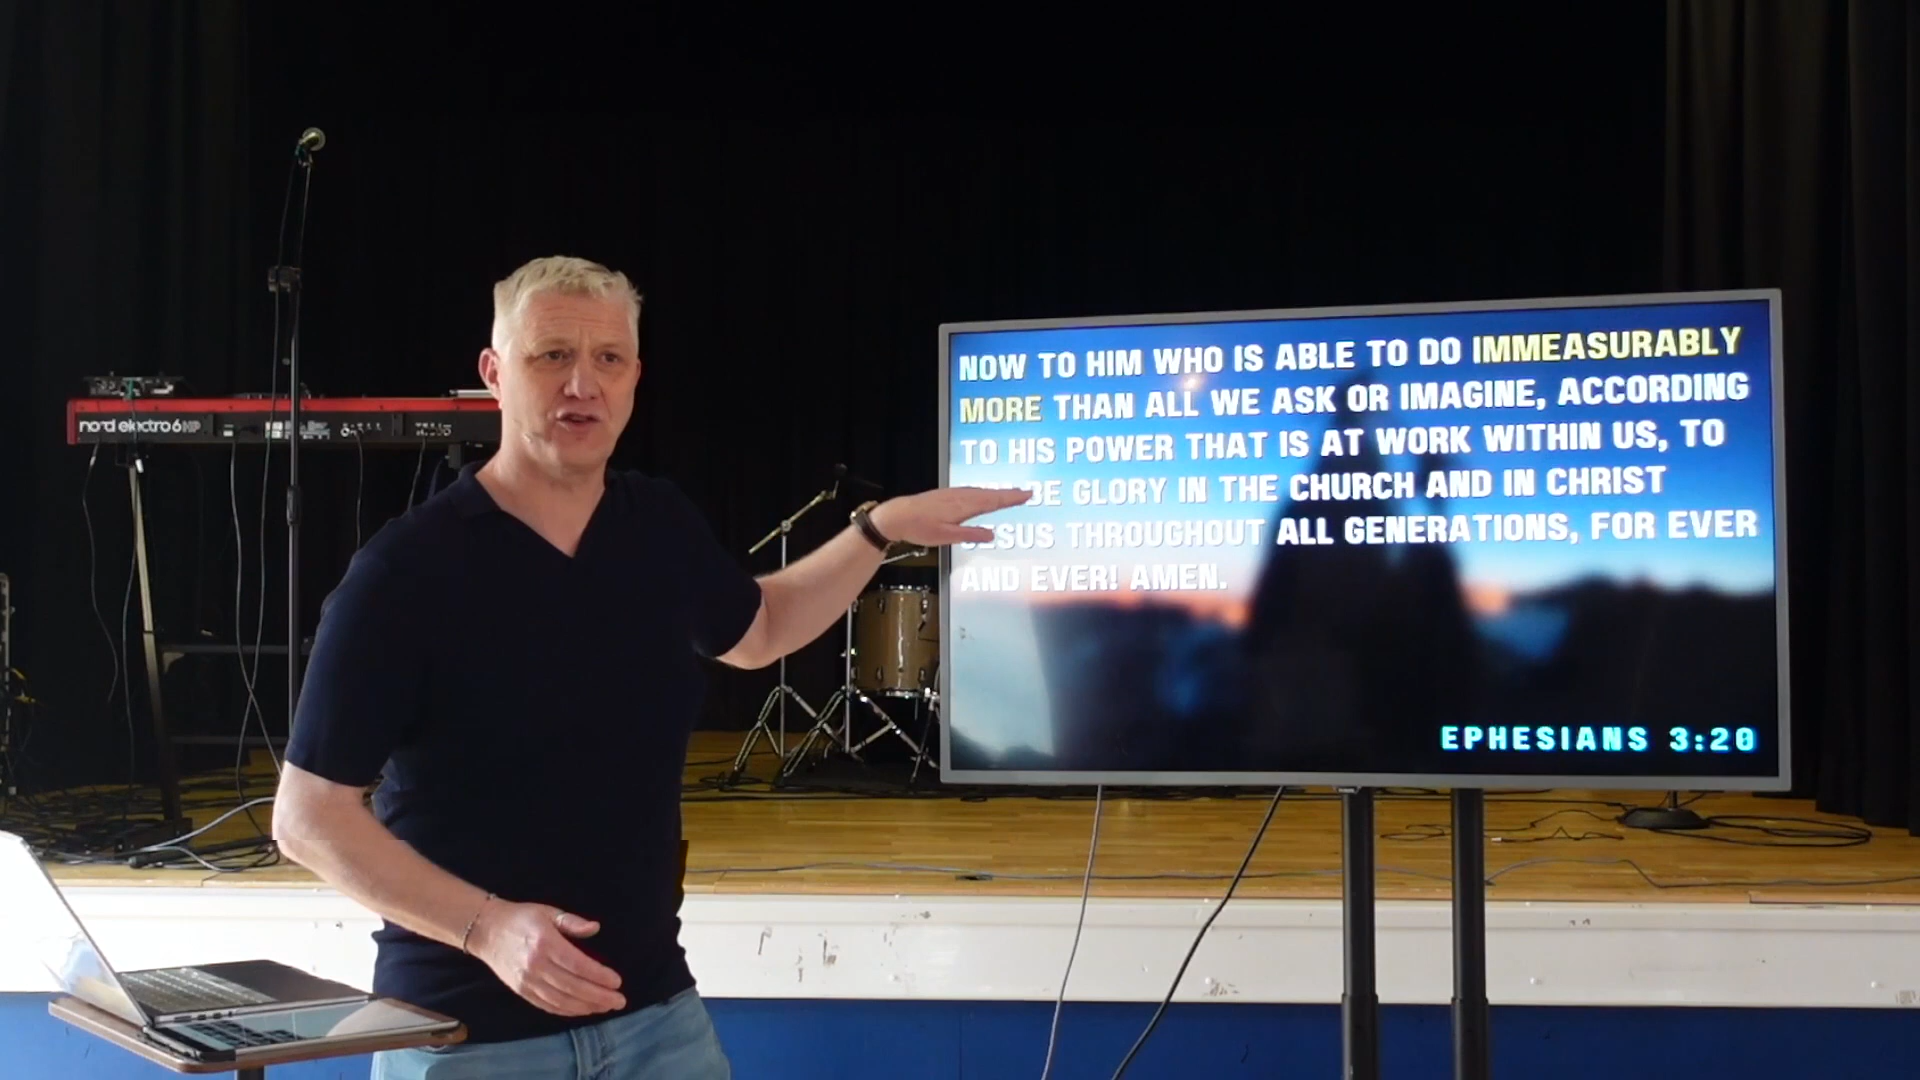 nord electro 6 HP
NOW TO HIM WHO IS ABLE TO DO IMMEASURABLY
MORE THAN ALL WE ASK OR IMAGINE, ACCORDING
TO HIS POWER THAT IS AT WORK WITHIN US, TO
BE GLORY IN THE CHURCH AND IN CHRIST
JESUS THROUGHOUT ALL GENERATIONS, FOR EVER
AND EVER! AMEN.
EPHESIANS 3:20